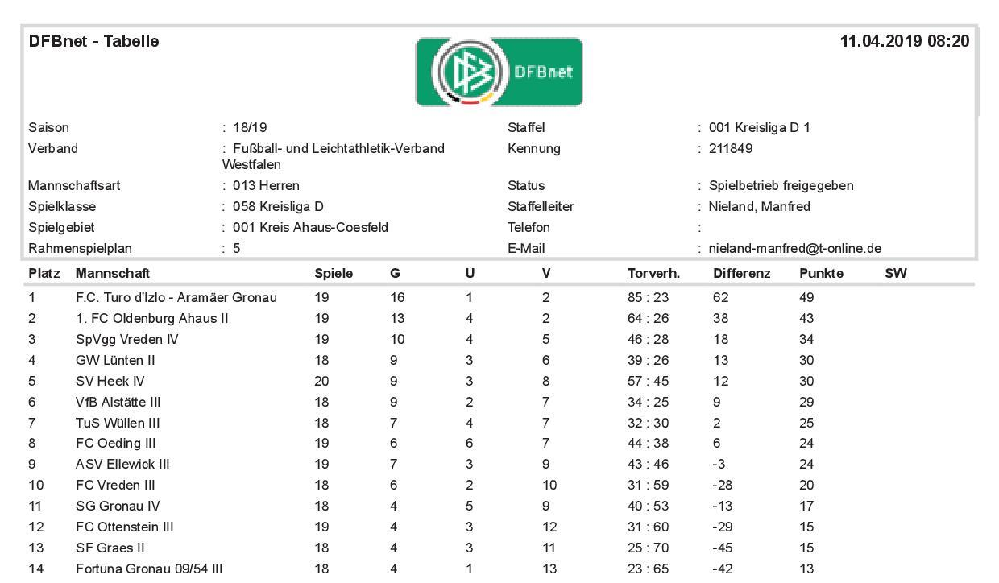 DFBnet - Tabelle
DFBnet
11.04.2019 08:20
Saison : 18/19 Staffel : 001 Kreisliga D 1
Verband : Fußball- und Leichtathletik-Verband Kennung : 211849
Westfalen
Mannschaftsart : 013 Herren Status : Spielbetrieb freigegeben
Spielklasse : 058 Kreisliga D Staffelleiter : Nieland, Manfred
Spielgebiet : 001 Kreis Ahaus-Coesfeld Telefon :
Rahmenspielplan : 5 E-Mail : nieland-manfred@t-online.de
Platz Mannschaft Spiele G U V Torverh. Differenz Punkte SW
1 F.C. Turo d'Izlo - Aramäer Gronau 19 16 1 2 85 : 23 62 49
2 1. FC Oldenburg Ahaus II 19 13 4 2 64 : 26 38 43
3 SpVgg Vreden IV 19 10 4 5 46 : 28 18 34
4 GW Lünten II 18 9 3 6 39 : 26 13 30
5 SV Heek IV 20 9 3 8 57 : 45 12 30
6 VfB Alstätte III 18 9 2 7 34 : 25 9 29
7 TuS Wüllen III 18 7 4 7 32 : 30 2 25
8 FC Oeding III 19 6 6 7 44 : 38 6 24
9 ASV Ellewick III 19 7 3 9 43 : 46 -3 24
10 FC Vreden III 18 6 2 10 31 : 59 -28 20
11 SG Gronau IV 18 4 5 9 40 : 53 -13 17
12 FC Ottenstein III 19 4 3 12 31 : 60 -29 15
13 SF Graes II 18 4 3 11 25 : 70 -45 15
14 Fortuna Gronau 09/54 III 18 4 1 13 23 : 65 -42 13